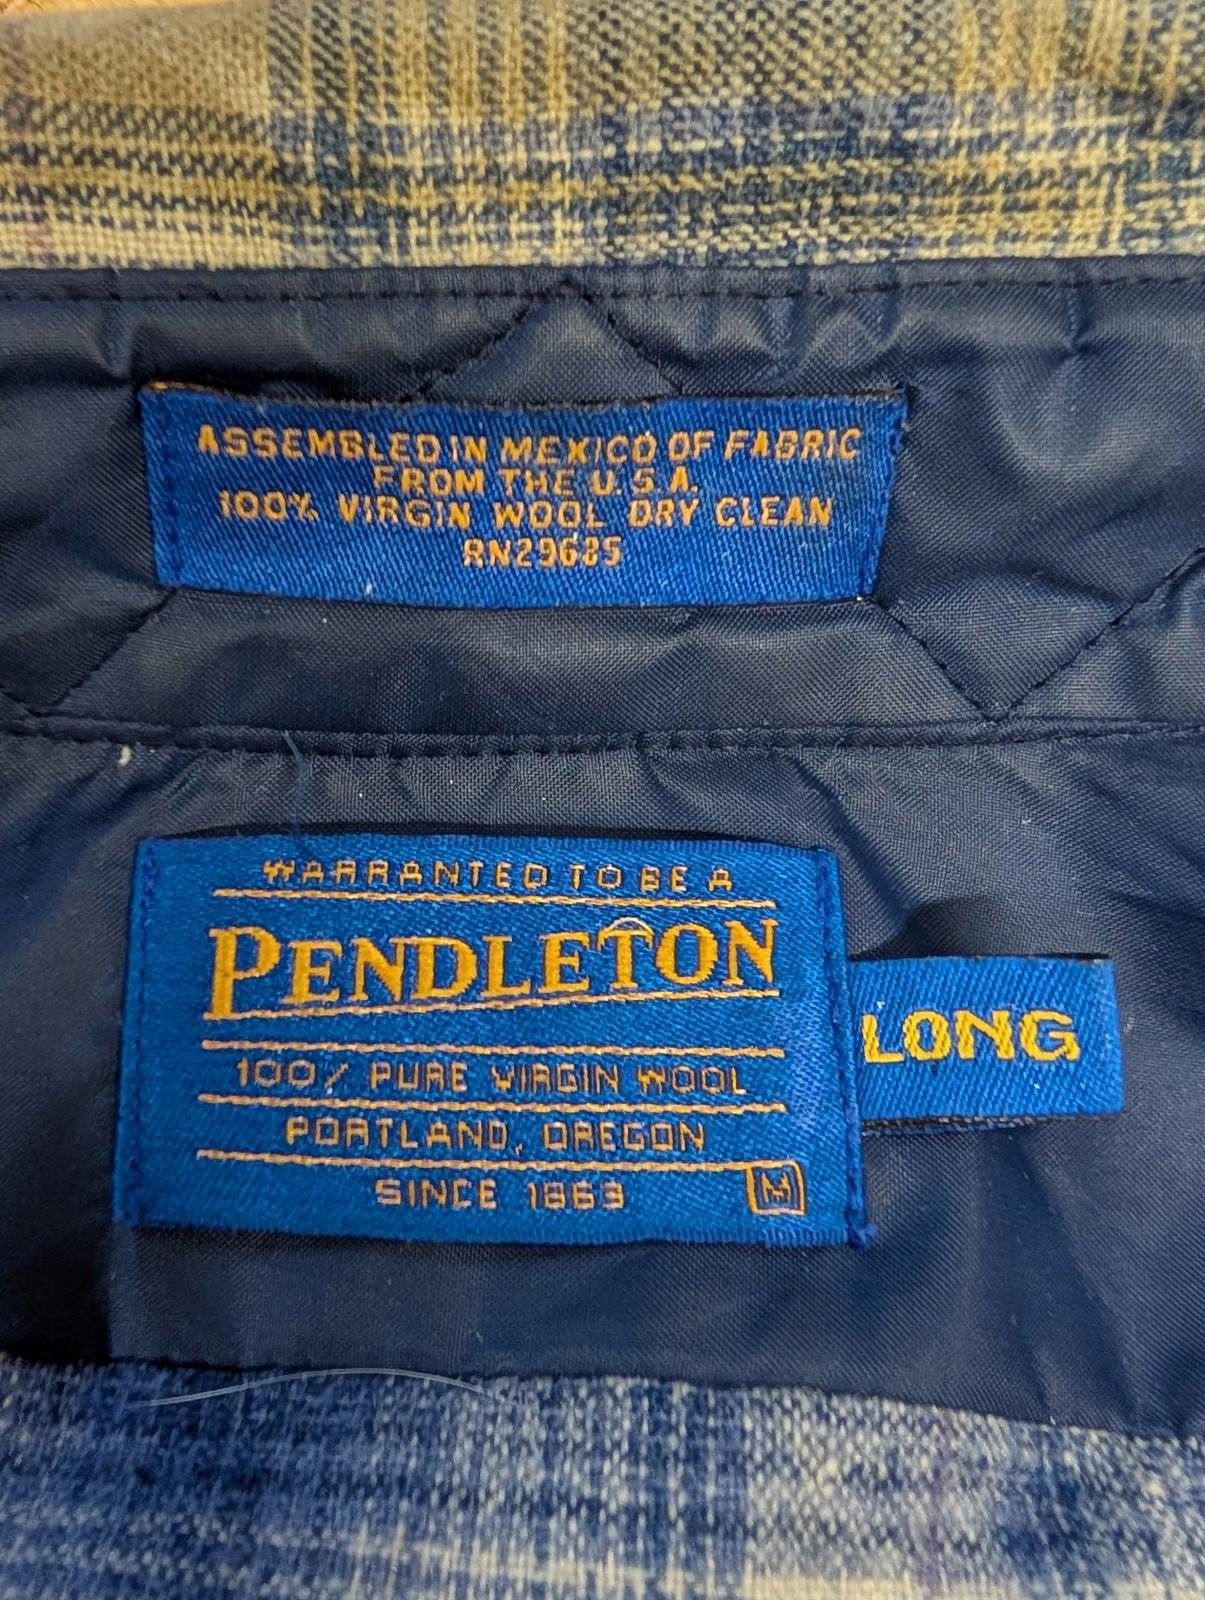 ASSEMBLED IN MEXICO OF FABRIC
FROM THE U.S.A.
100% VIRGIN WOOL DRY CLEAN
RN29685
WARRANTED TO BE A
PENDLETON
100% PURE VIRGIN WOOL
PORTLAND, OREGON
SINCE 1863
M
LONG